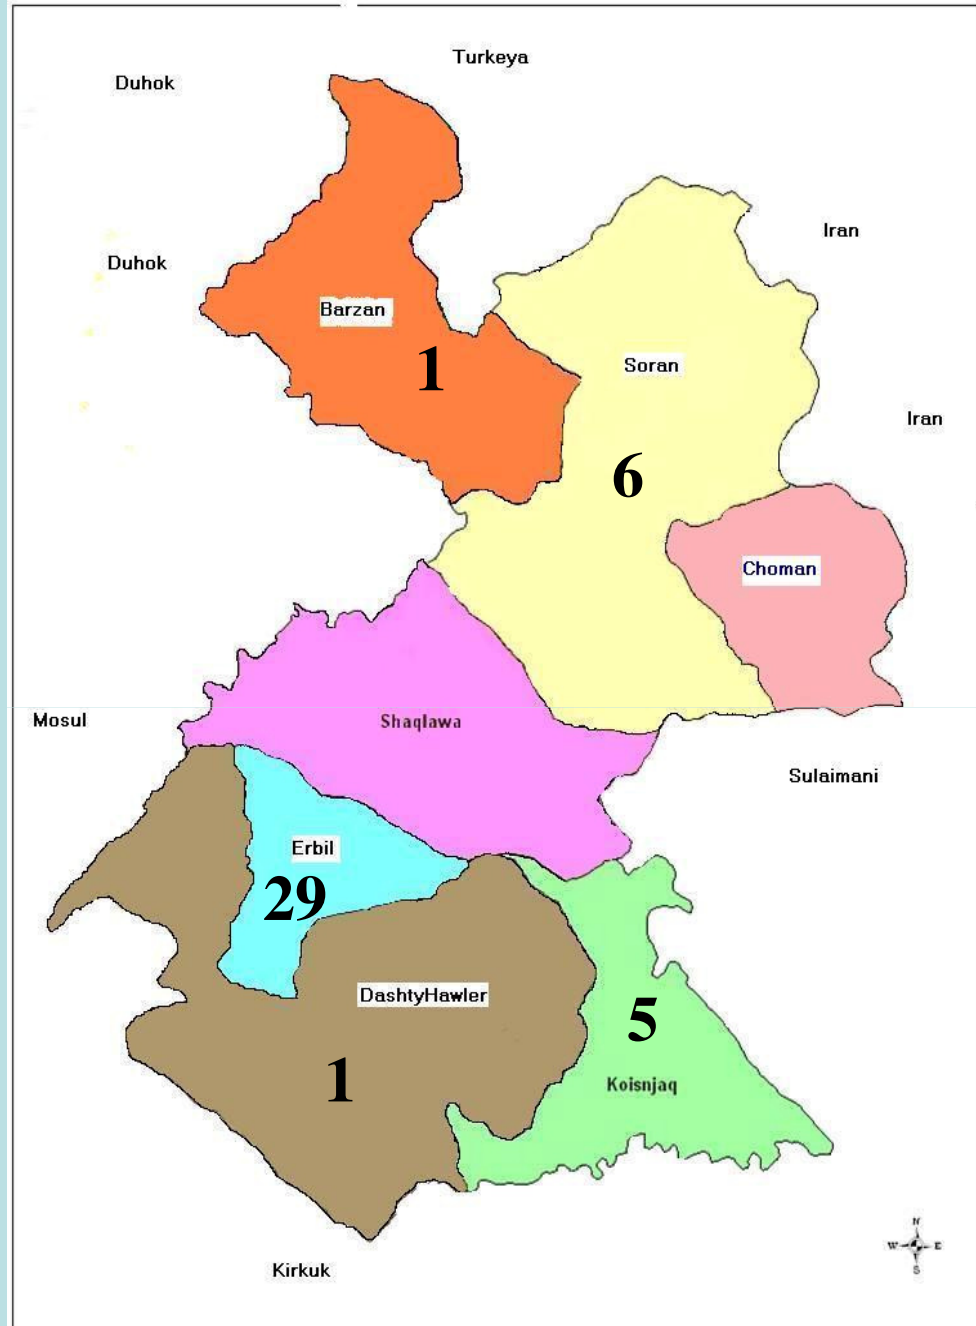 Turkeya
Duhok
Iran
Duhok
Barzan
1
Soran
Iran
6
Choman
Mosul
Shaqlawa
Sulaimani
Erbil
29
DashtyHawler
5
1
Koisnjaq
N
W E
S
Kirkuk